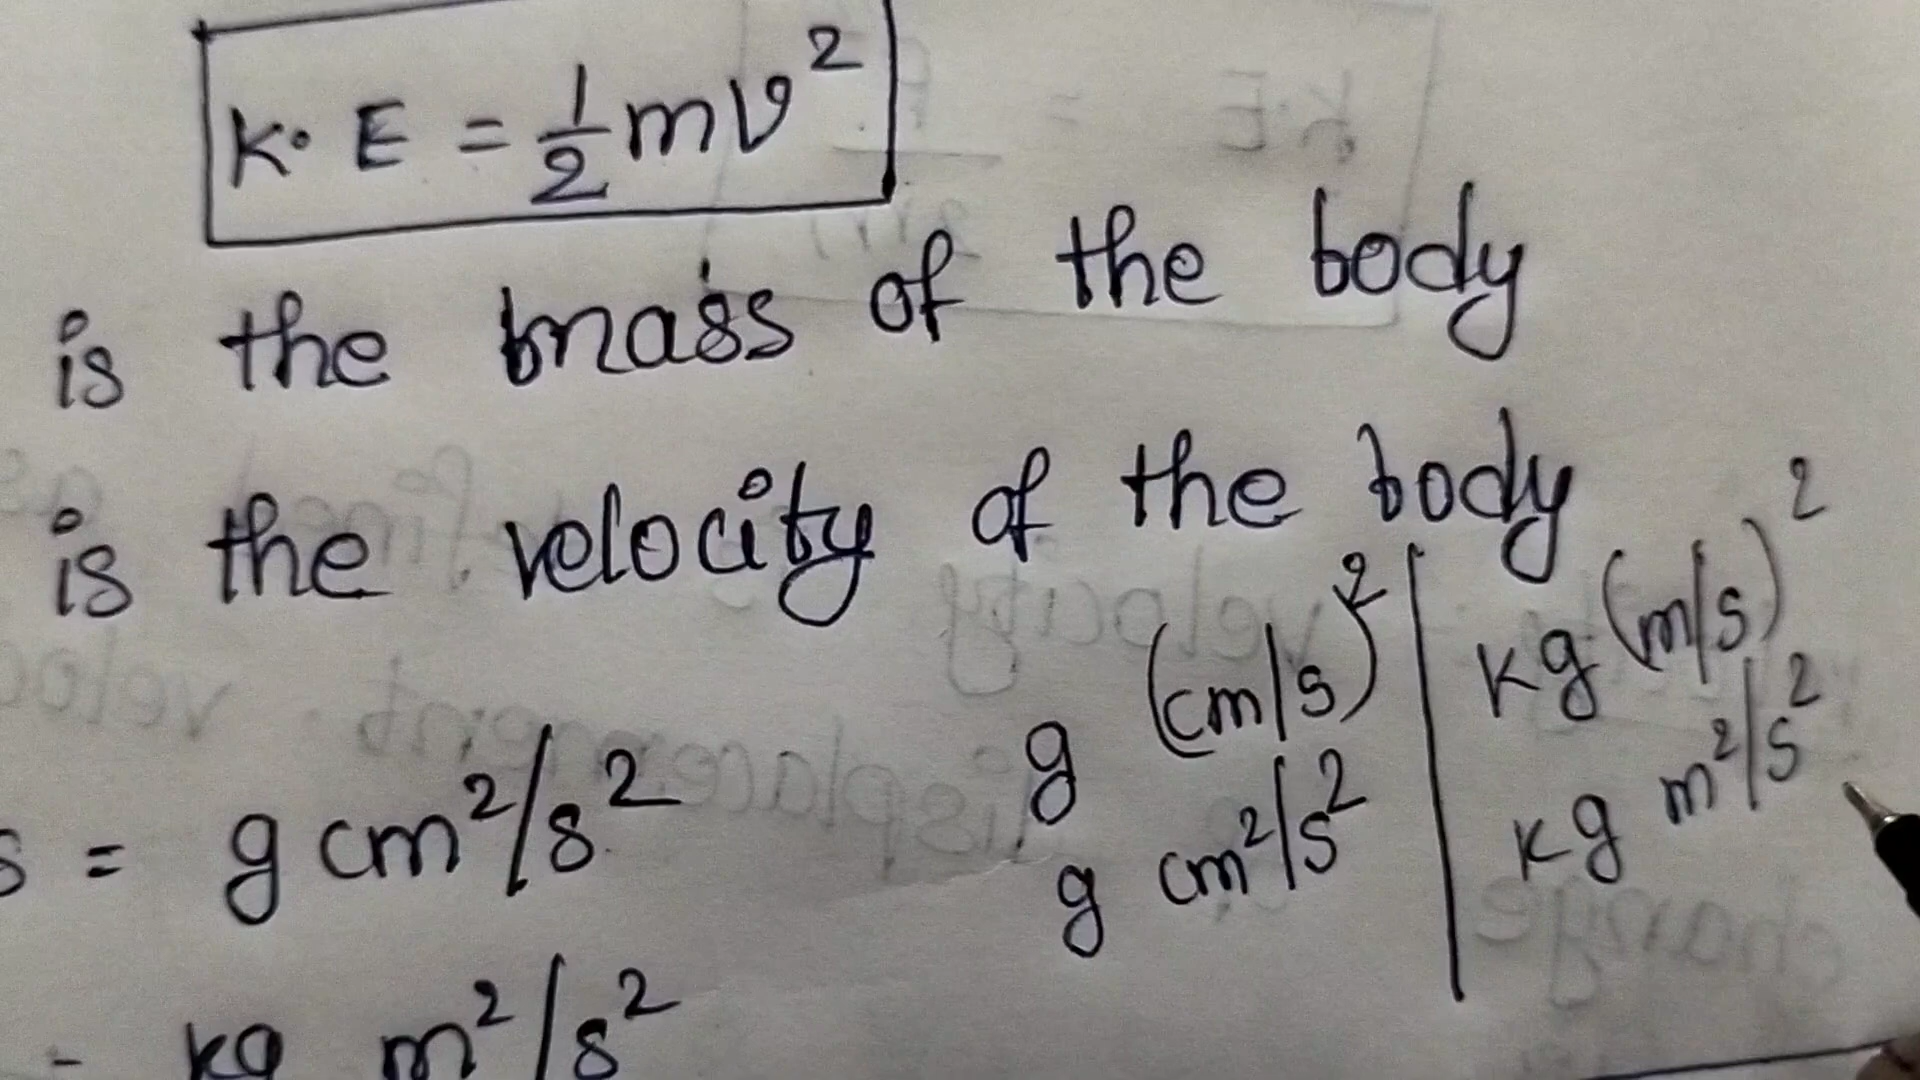 K. E = 1/2 mv²
is the mass of the body
is the velocity of the body
g (cm/s)² | kg (m/s)²
g cm²/s² | kg m²/s²
s = g cm²/s²
kg m²/s²